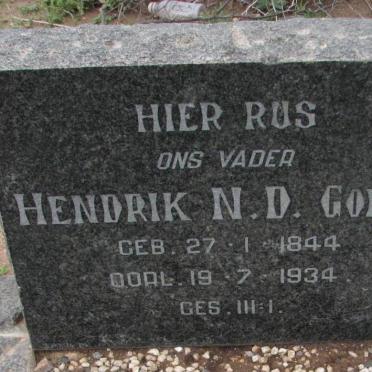 HIER RUS
ONS VADER
HENDRIK N.D.
GEB. 27-1-1844
OORL. 19-7-1934
GES. 111:1.